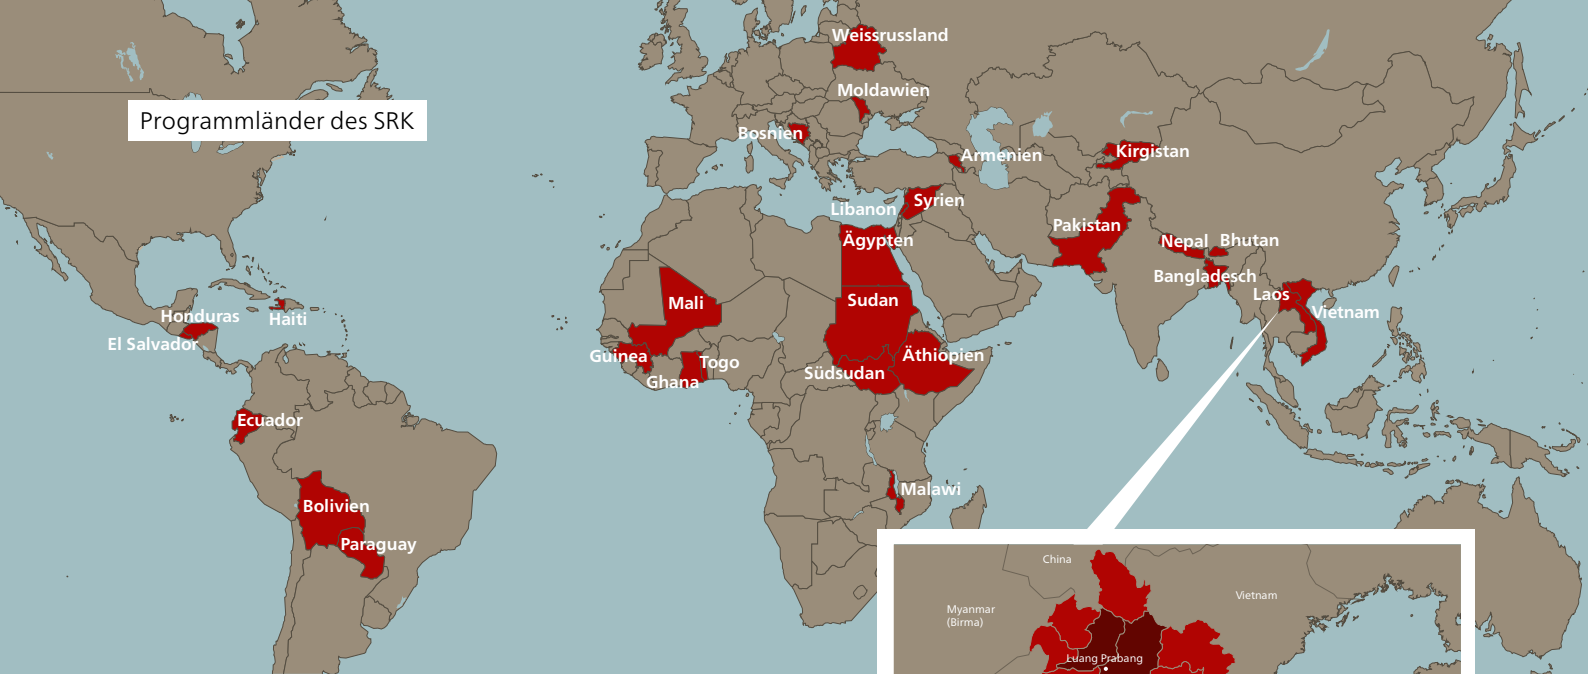 Weissrussland
Moldawien
Programmländer des SRK
Bosnien
Armenien
Kirgistan
Syrien
Libanon
Pakistan
Ägypten
Nepal
Bhutan
Bangladesch
Laos
Mali
Sudan
Vietnam
Honduras
Haiti
El Salvador
Guinea
Togo
Äthiopien
Ghana
Südsudan
Ecuador
Malawi
Bolivien
Paraguay
China
Vietnam
Myanmar
(Birma)
Luang Prabang